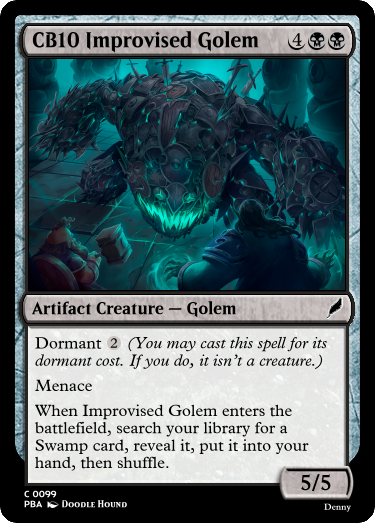 CB10 Improvised Golem 4
Artifact Creature — Golem
Dormant 2 (You may cast this spell for its
dormant cost. If you do, it isn't a creature.)
Menace
When Improvised Golem enters the
battlefield, search your library for a
Swamp card, reveal it, put it into your
hand, then shuffle.
5/5
C 0099
PBA Doodle Hound
Denny